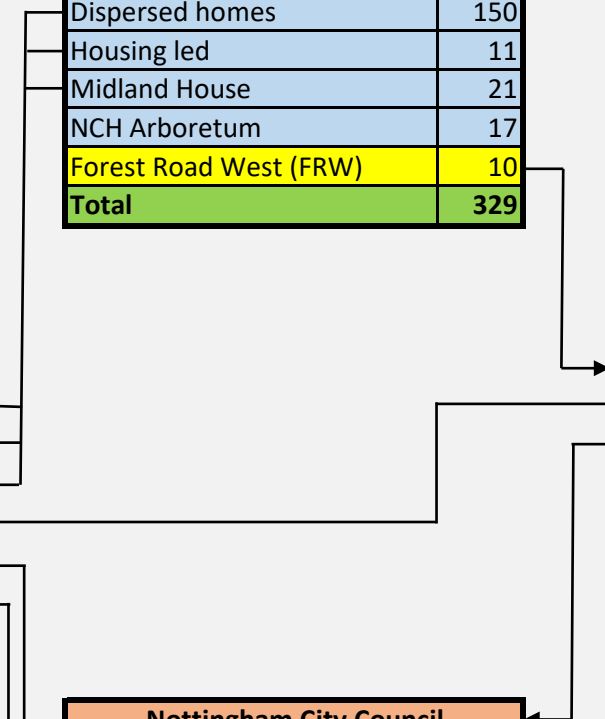 Dispersed homes 150
Housing led 11
Midland House 21
NCH Arboretum 17
Forest Road West (FRW) 10
Total 329
Nottingham City Council